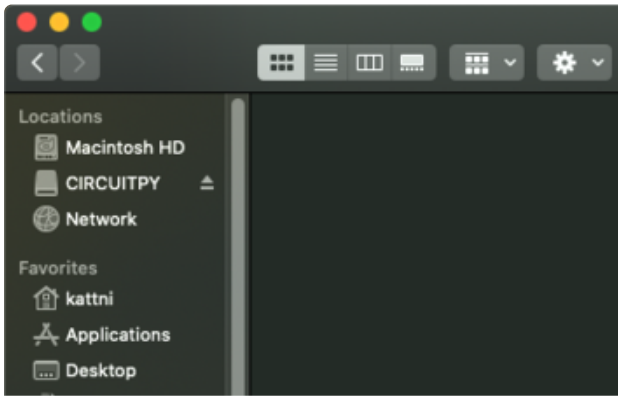 Locations
Macintosh HD
CIRCUITPY
Network
Favorites
kattni
Applications
Desktop